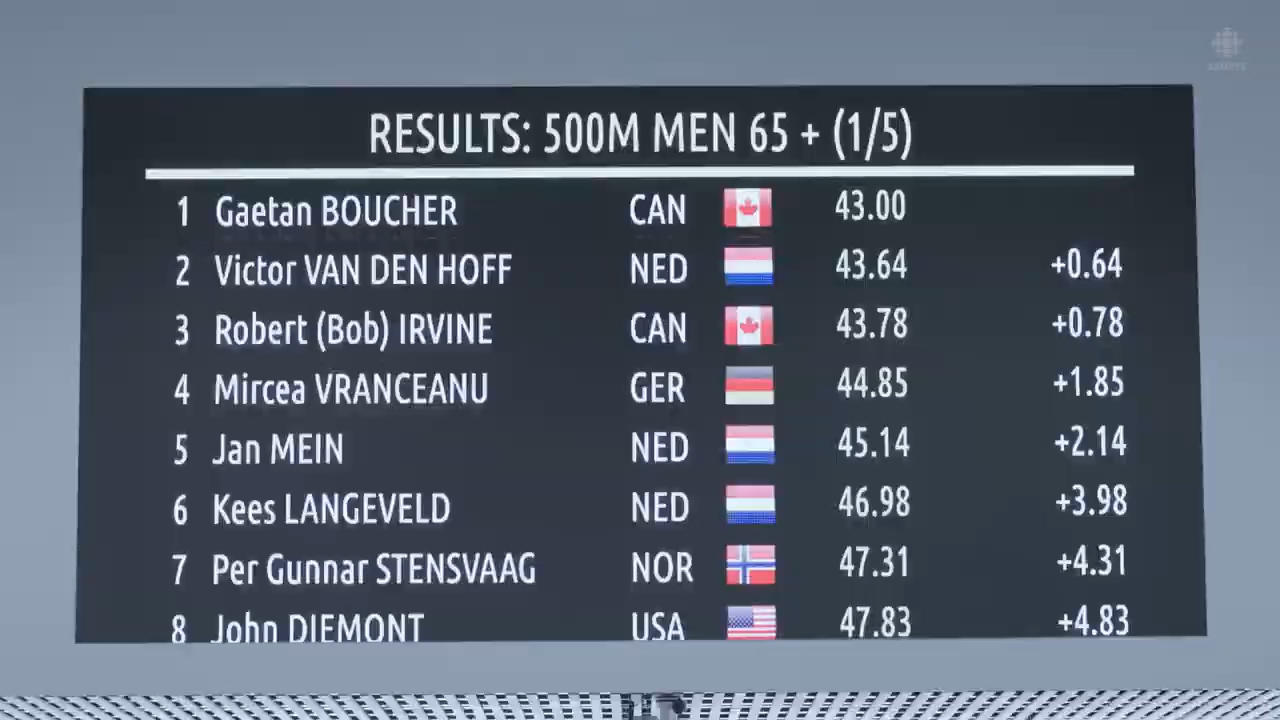 RESULTS: 500M MEN 65 + (1/5)
1 Gaetan BOUCHER CAN 43.00
2 Victor VAN DEN HOFF NED 43.64 +0.64
3 Robert (Bob) IRVINE CAN 43.78 +0.78
4 Mircea VRANCEANU GER 44.85 +1.85
5 Jan MEIN NED 45.14 +2.14
6 Kees LANGEVELD NED 46.98 +3.98
7 Per Gunnar STENSVAAG NOR 47.31 +4.31
8 John DIEMONT USA 47.83 +4.83